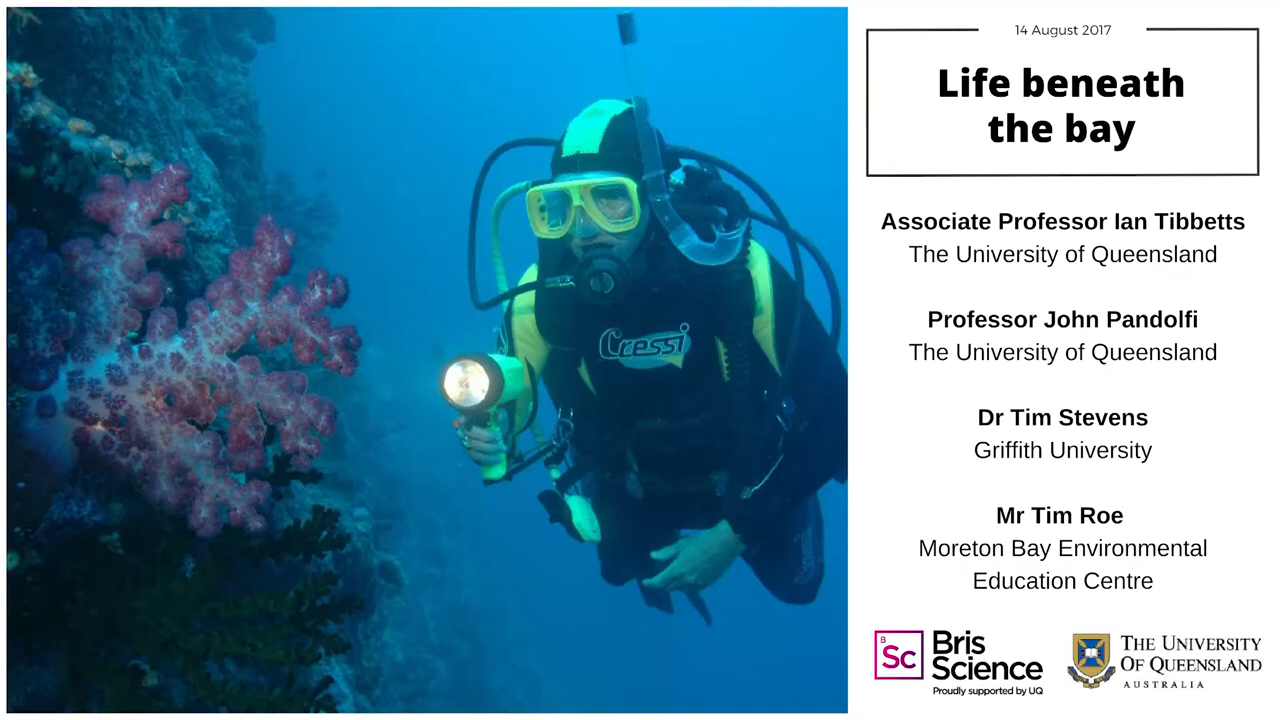 14 August 2017
Life beneath
the bay
Associate Professor Ian Tibbetts
The University of Queensland
Professor John Pandolfi
The University of Queensland
Dr Tim Stevens
Griffith University
Mr Tim Roe
Moreton Bay Environmental
Education Centre
Cressi
B
Sc
Bris
Science
Proudly supported by UQ
THE UNIVERSITY
OF QUEENSLAND
AUSTRALIA